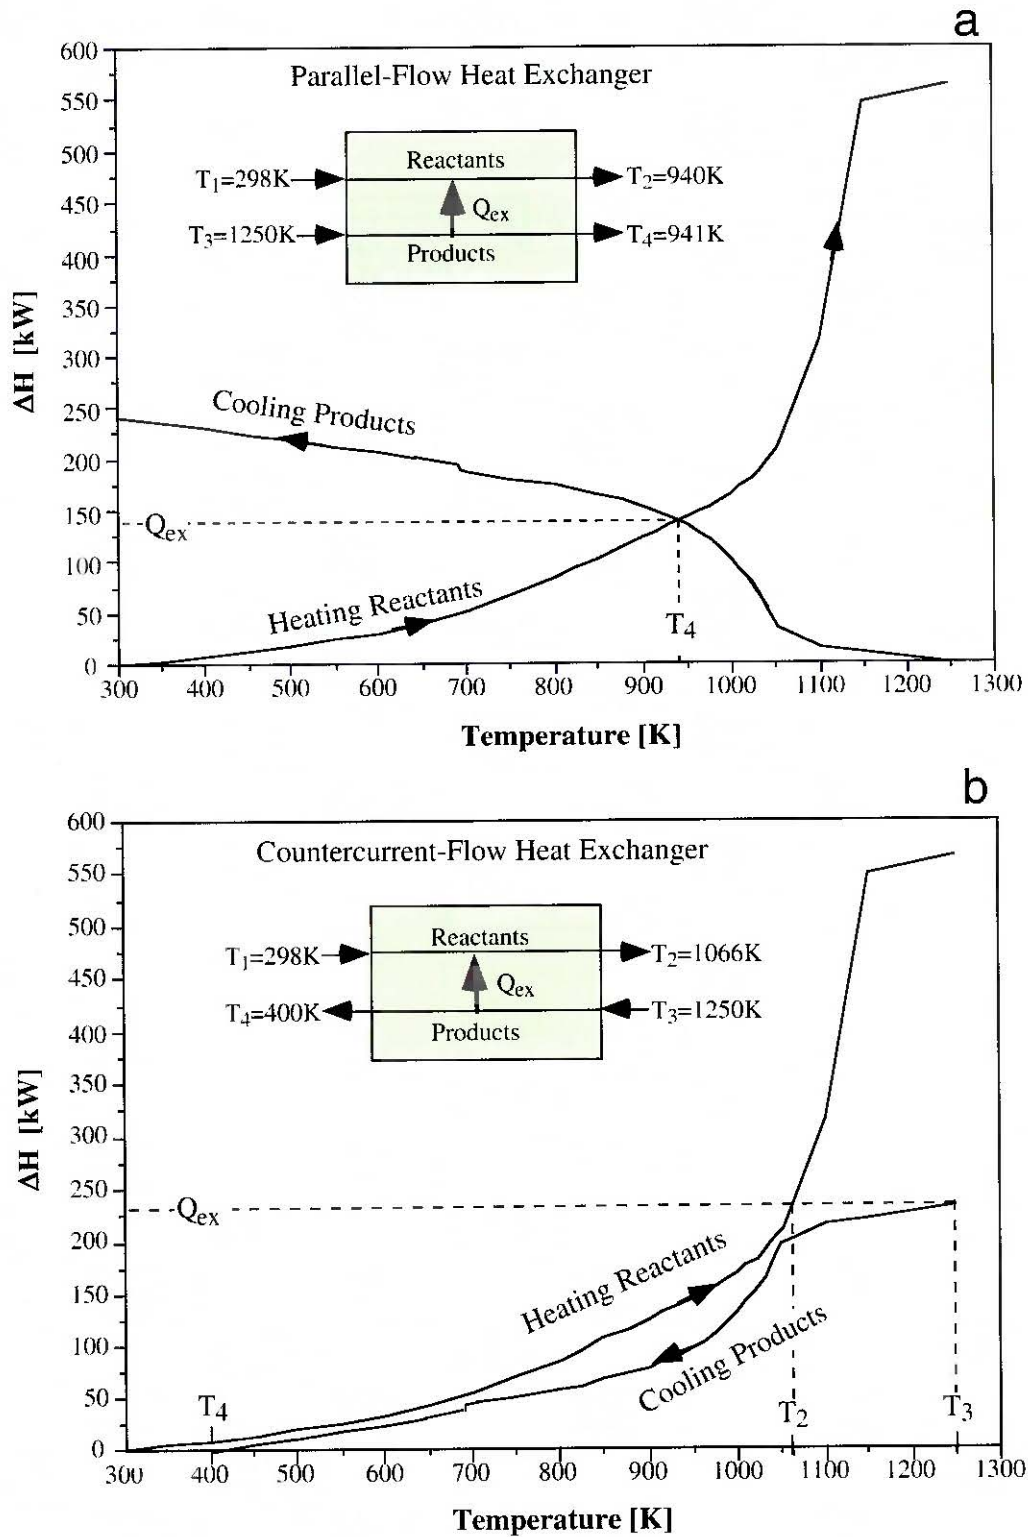 a
Parallel-Flow Heat Exchanger
600
550
500
450
400
350
300
250
200
150
100
50
0
ΔH [kW]
Reactants
T1=298K
T2=940K
Qex
T3=1250K
T4=941K
Products
Cooling Products
Qex
Heating Reactants
T4
300 400 500 600 700 800 900 1000 1100 1200 1300
Temperature [K]
b
Countercurrent-Flow Heat Exchanger
600
550
500
450
400
350
300
250
200
150
100
50
0
ΔH [kW]
Reactants
T1=298K
T2=1066K
Qex
T4=400K
T3=1250K
Products
Qex
Heating Reactants
Cooling Products
T4
T2
T3
300 400 500 600 700 800 900 1000 1100 1200 1300
Temperature [K]